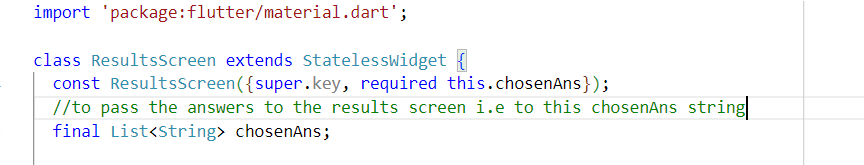 import 'package:flutter/material.dart';
class ResultsScreen extends StatelessWidget {
const ResultsScreen({super.key, required this.chosenAns});
//to pass the answers to the results screen i.e to this chosenAns string
final List<String> chosenAns;